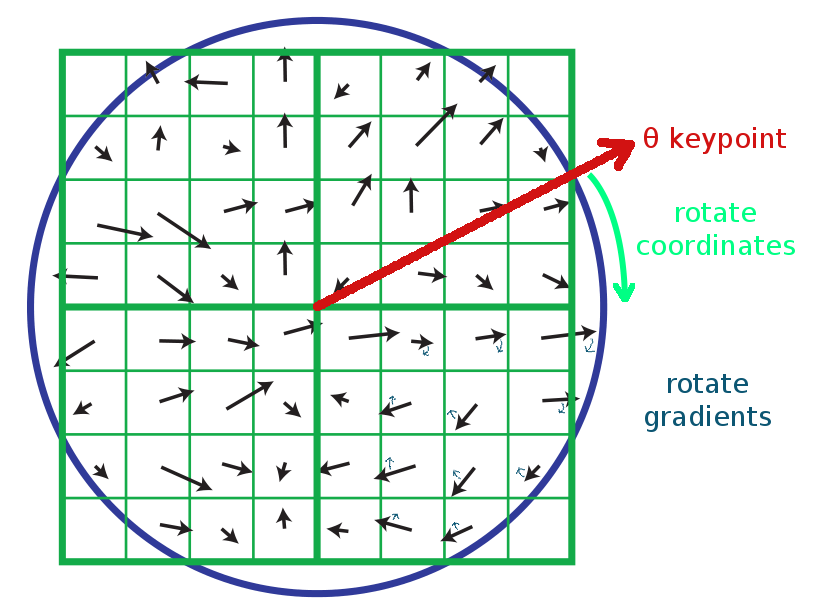 θ keypoint
rotate
coordinates
rotate
gradients